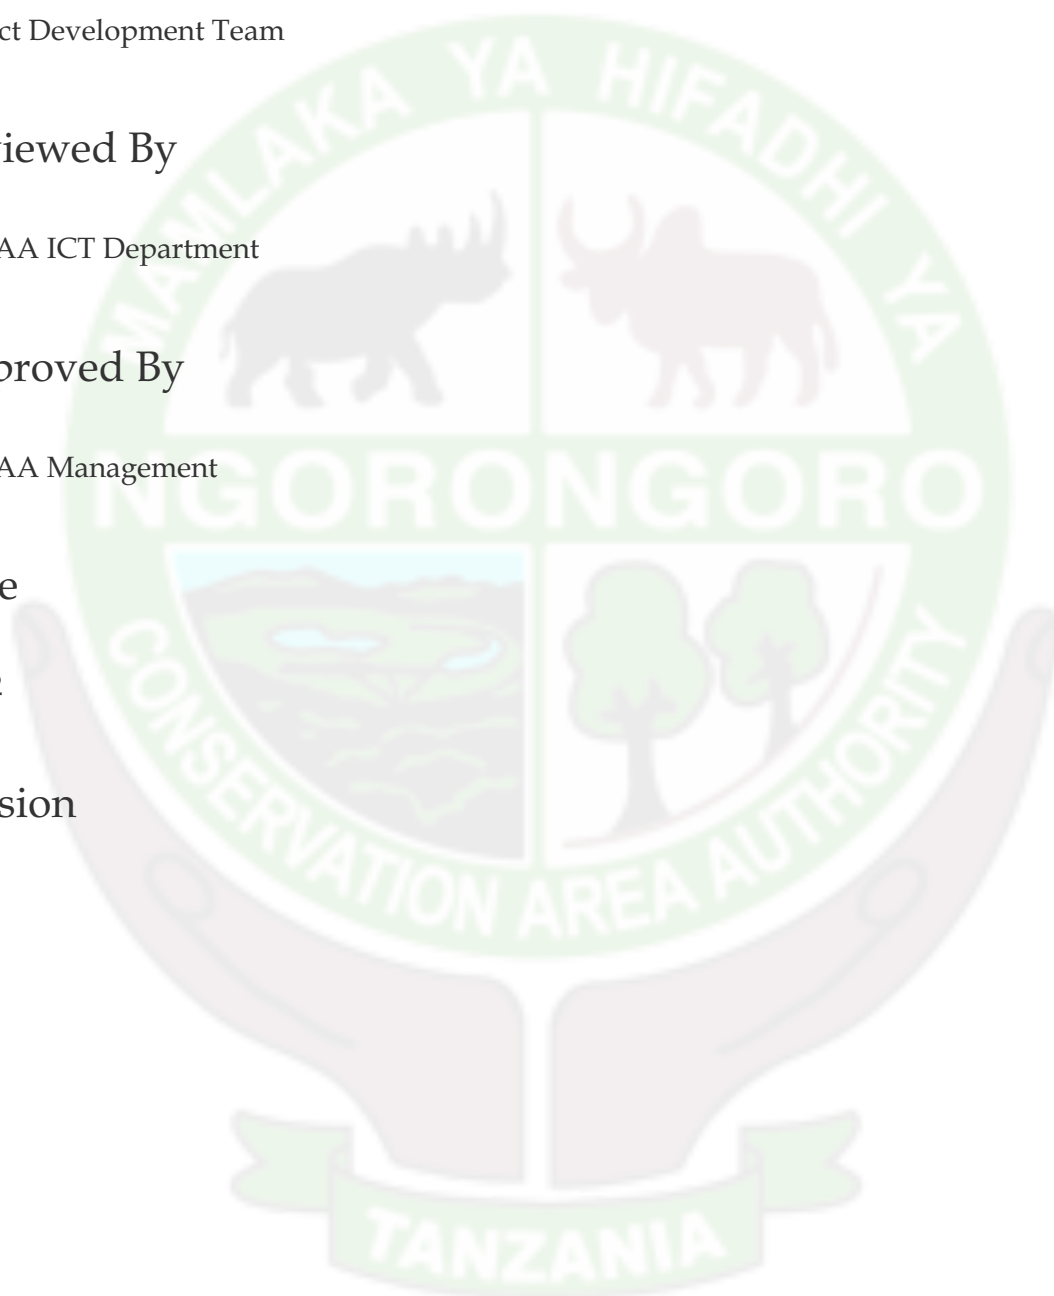 ct Development Team
viewed By
AA ICT Department
proved By
AA Management
e
sion
MAMLAKA YA HIFADHI YA
NGORONGORO
CONSERVATION AREA AUTHORITY
TANZANIA